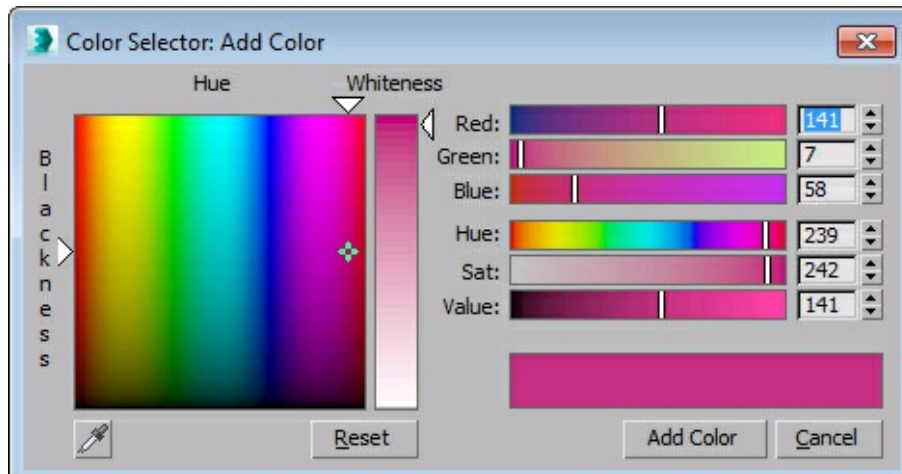 Color Selector: Add Color
Hue Whiteness
Blackness
Red: 141
Green: 7
Blue: 58
Hue: 239
Sat: 242
Value: 141
Reset Add Color Cancel